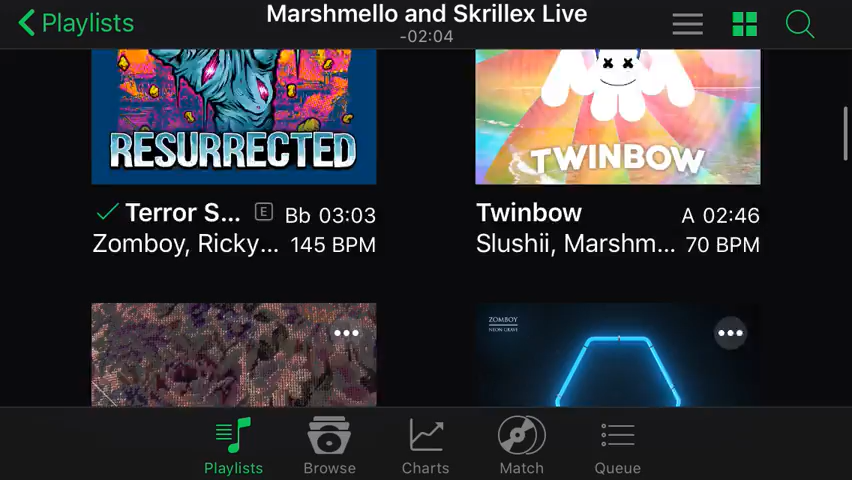 Playlists
Marshmello and Skrillex Live
-02:04
RESURRECTED
TWINBOW
Terror S... E Bb 03:03
Zomboy, Ricky... 145 BPM
Twinbow A 02:46
Slushii, Marshm... 70 BPM
ZOMBOY
NEON GRAVE
Playlists
Browse
Charts
Match
Queue